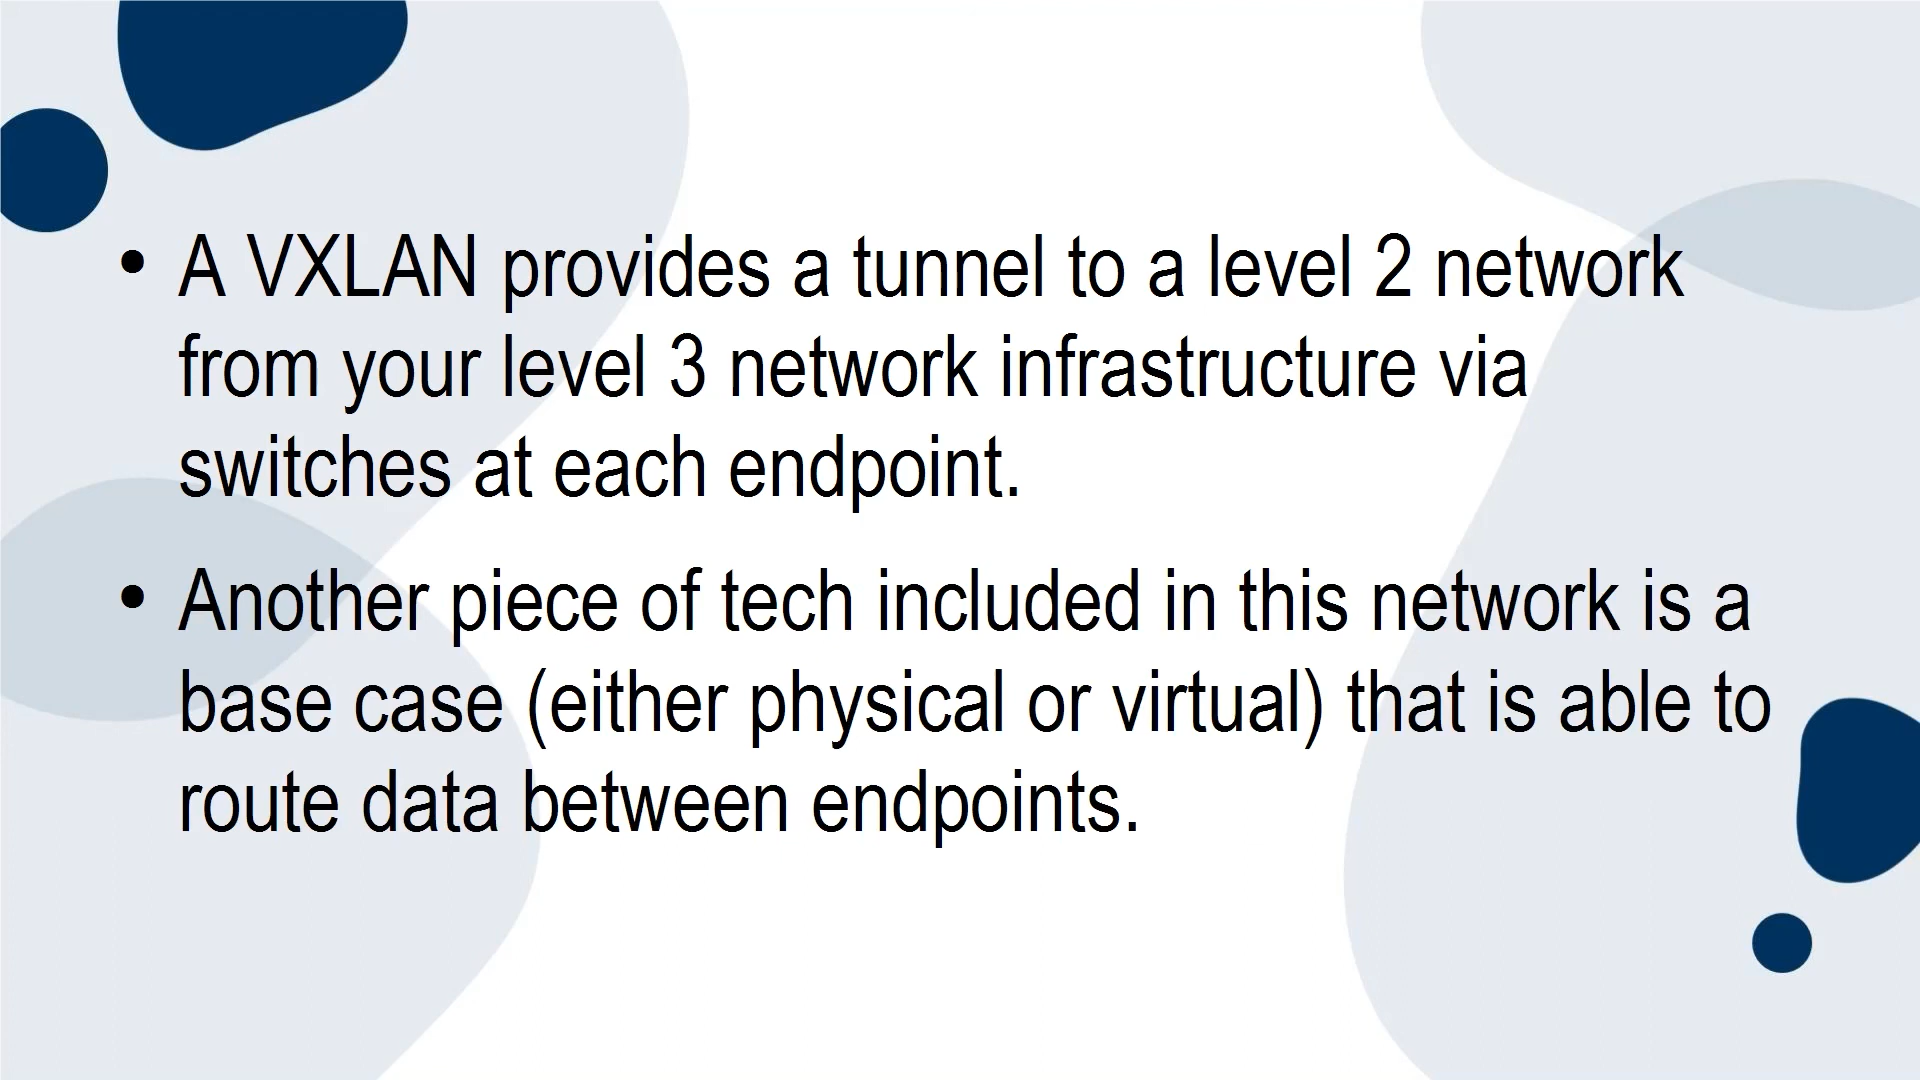 • A VXLAN provides a tunnel to a level 2 network
from your level 3 network infrastructure via
switches at each endpoint.
• Another piece of tech included in this network is a
base case (either physical or virtual) that is able to
route data between endpoints.